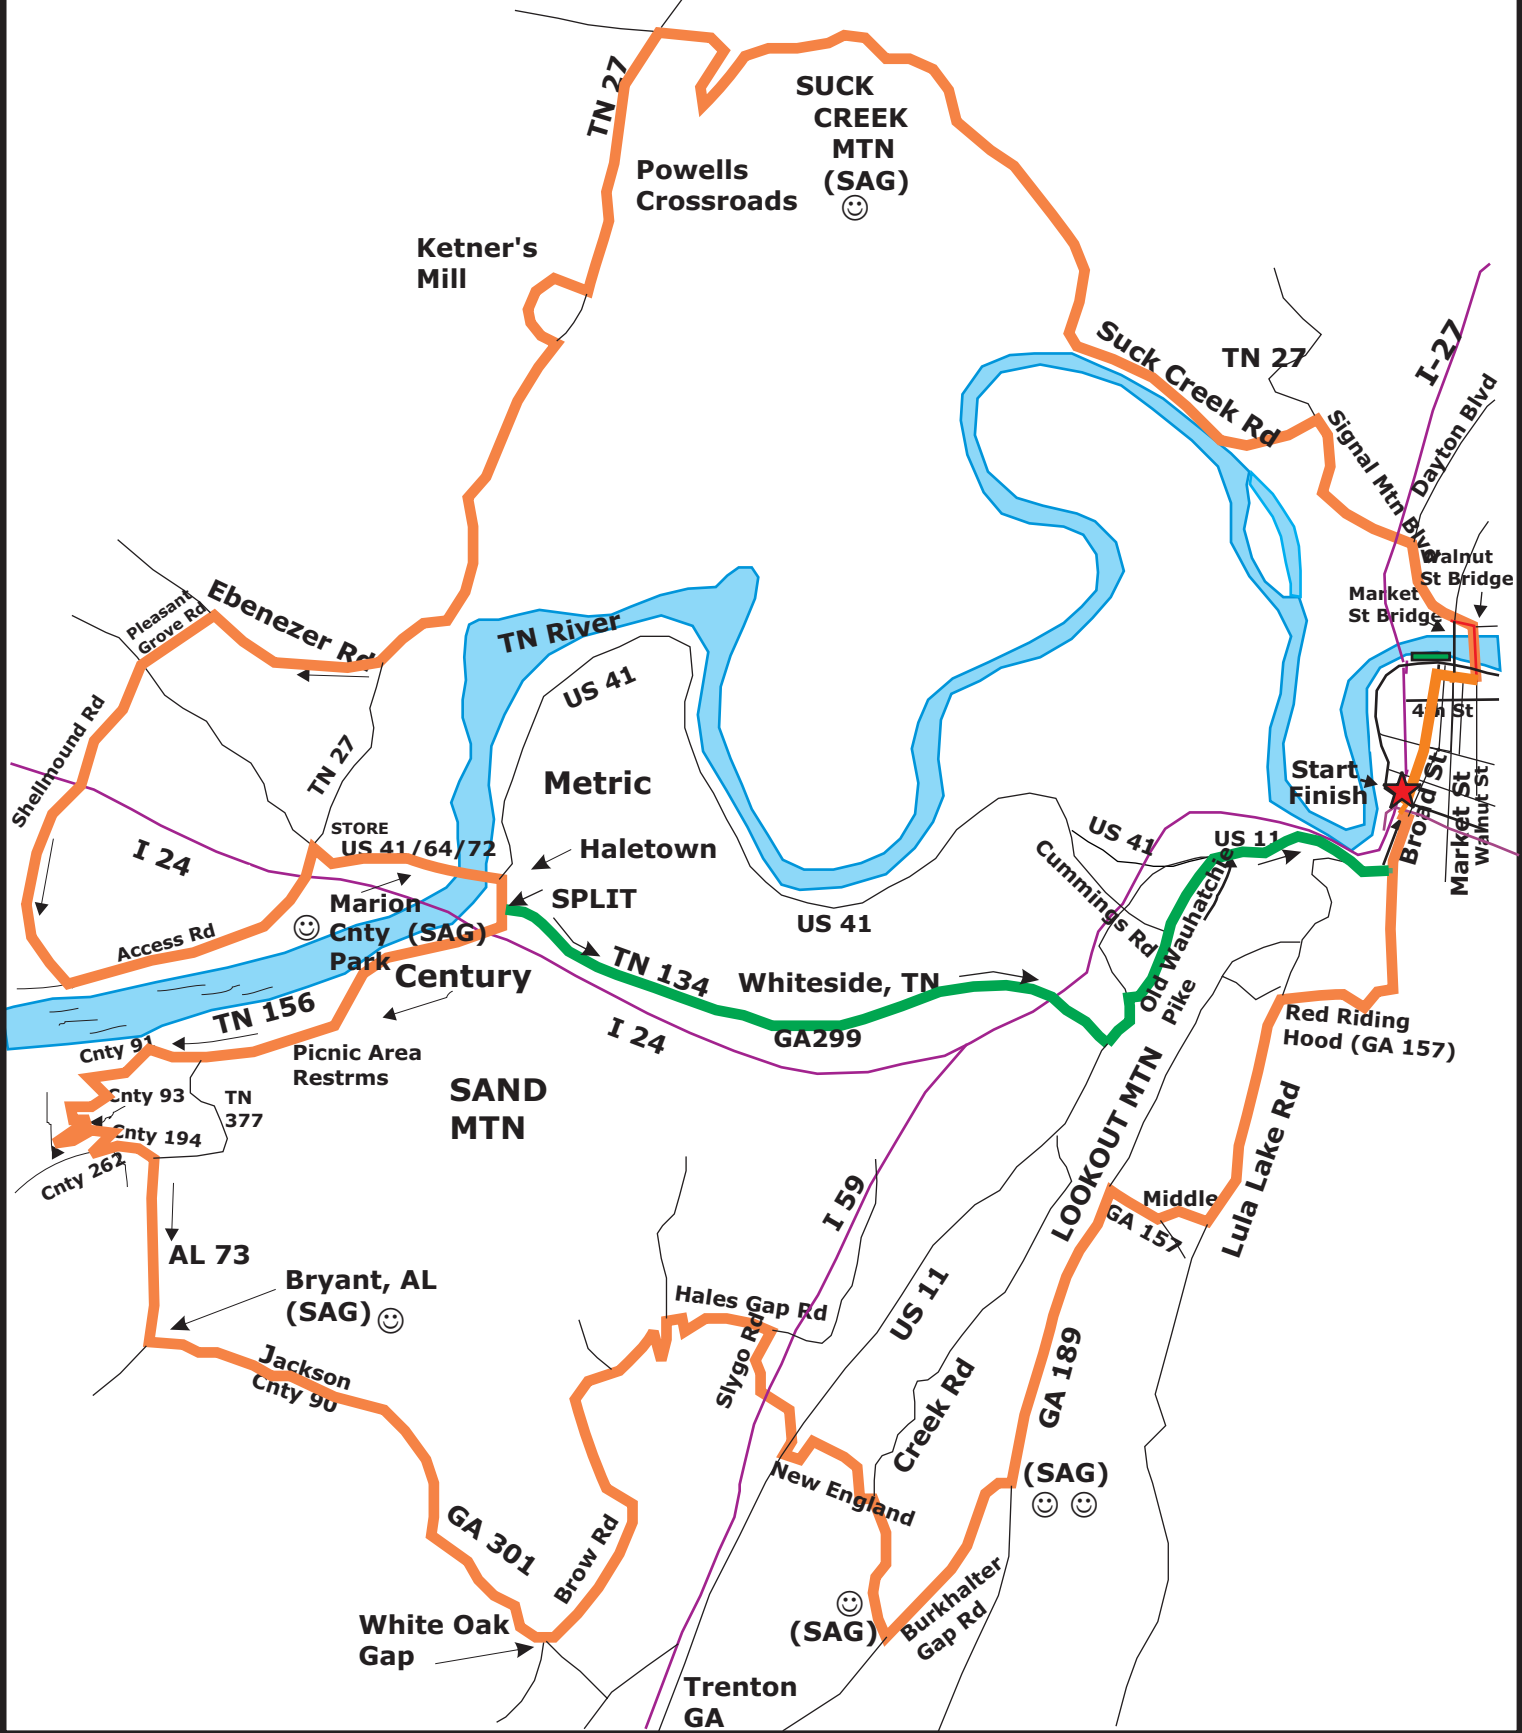 TN 27
SUCK
CREEK
MTN
(SAG)
Powells
Crossroads
Ketner's
Mill
Suck Creek Rd
TN 27
I-27
Dayton Blvd
Signal Mtn Blvd
Walnut
St Bridge
Market
St Bridge
4th St
Pleasant
Grove Rd
Ebenezer Rd
TN River
US 41
Shellmound Rd
TN 27
Metric
Start
Finish
Broad St
Market St
Walnut St
I 24
STORE
US 41/64/72
Haletown
SPLIT
US 41
US 41
US 11
Cummings Rd
Old Wauhatchie
Pike
Marion
Cnty (SAG)
Park
Access Rd
Century
TN 134
Whiteside, TN
GA299
I 24
TN 156
Red Riding
Hood (GA 157)
Cnty 91
Picnic Area
Restrms
Cnty 93
TN
377
Cnty 194
Cnty 262
SAND
MTN
LOOKOUT MTN
Lula Lake Rd
Middle
GA 157
I 59
AL 73
Bryant, AL
(SAG)
Hales Gap Rd
Slygo Rd
US 11
Jackson
Cnty 90
Creek Rd
GA 189
(SAG)
New England
GA 301
Brow Rd
White Oak
Gap
(SAG)
Burkhalter
Gap Rd
Trenton
GA